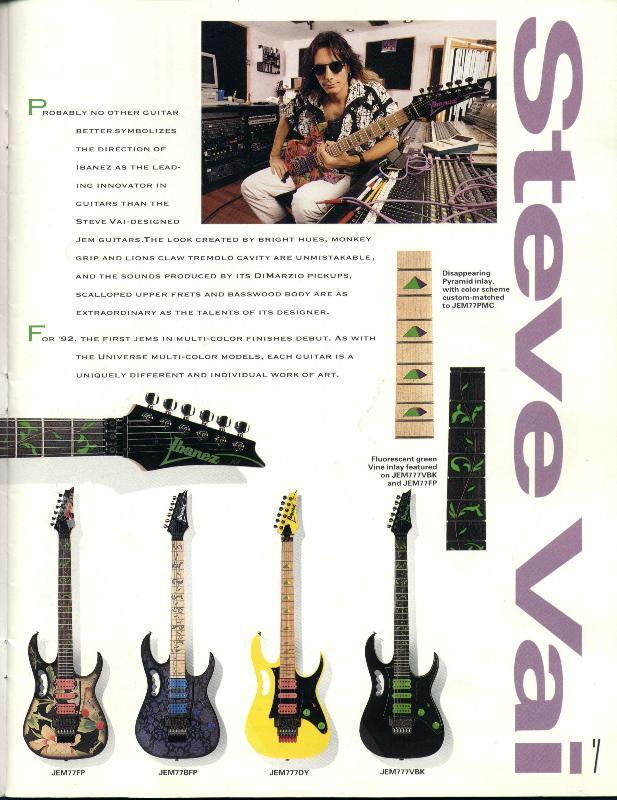 Steve Vai
PROBABLY NO OTHER GUITAR
BETTER SYMBOLIZES
THE DIRECTION OF
IBANEZ AS THE LEAD-
ING INNOVATOR IN
GUITARS THAN THE
STEVE VAI-DESIGNED
JEM GUITARS.THE LOOK CREATED BY BRIGHT HUES, MONKEY
GRIP AND LIONS CLAW TREMOLO CAVITY ARE UNMISTAKABLE,
AND THE SOUNDS PRODUCED BY ITS DIMARZIO PICKUPS,
SCALLOPED UPPER FRETS AND BASSWOOD BODY ARE AS
EXTRAORDINARY AS THE TALENTS OF ITS DESIGNER.
FOR '92, THE FIRST JEMS IN MULTI-COLOR FINISHES DEBUT. AS WITH
THE UNIVERSE MULTI-COLOR MODELS, EACH GUITAR IS A
UNIQUELY DIFFERENT AND INDIVIDUAL WORK OF ART.
Disappearing
Pyramid inlay,
with color scheme
custom-matched
to JEM77PMC
Ibanez
Fluorescent green
Vine inlay featured
on JEM777VBK
and JEM77FP
JEM77FP
JEM77BFP
JEM777DY
JEM777VBK